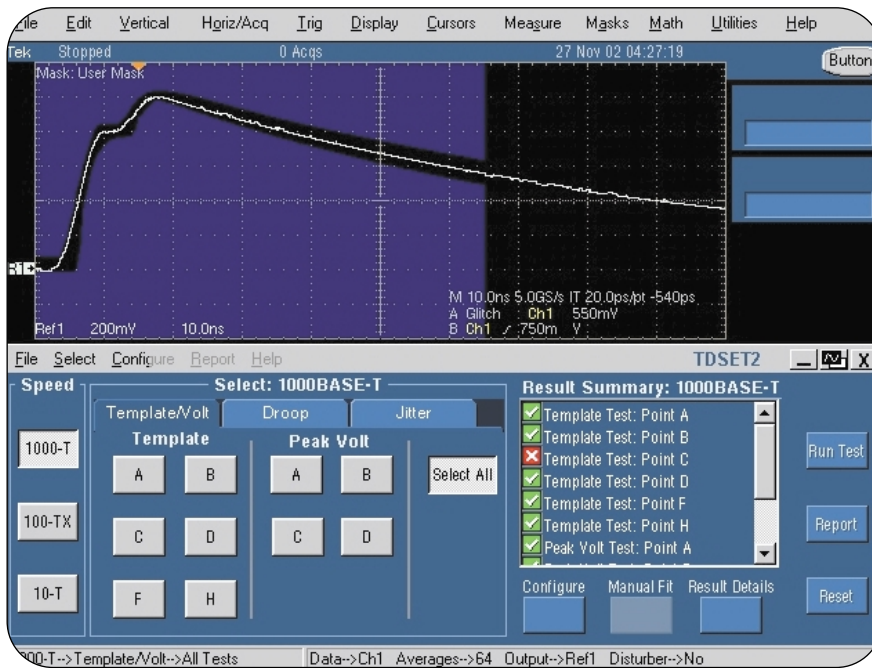 File Edit Vertical Horiz/Acq Trig Display Cursors Measure Masks Math Utilities Help
Tek Stopped 0 Acqs 27 Nov 02 04:27:19
Button
Mask: User Mask
R1
M 10.0ns 5.0GS/s IT 20.0ps/pt -540ps
A Glitch : Ch1 550mV
B Ch1 750m V
Ref1 200mV 10.0ns
File Select Configure Report Help TDSET2
Speed
1000-T
100-TX
10-T
Select: 1000BASE-T
Template/Volt Droop Jitter
Template Peak Volt
A B A B Select All
C D C D
F H
Result Summary: 1000BASE-T
Template Test: Point A
Template Test: Point B
Template Test: Point C
Template Test: Point D
Template Test: Point F
Template Test: Point H
Peak Volt Test: Point A
Configure Manual Fit Result Details
Run Test
Report
Reset
000-T-->Template/Volt-->All Tests Data-->Ch1 Averages-->64 Output-->Ref1 Disturber-->No